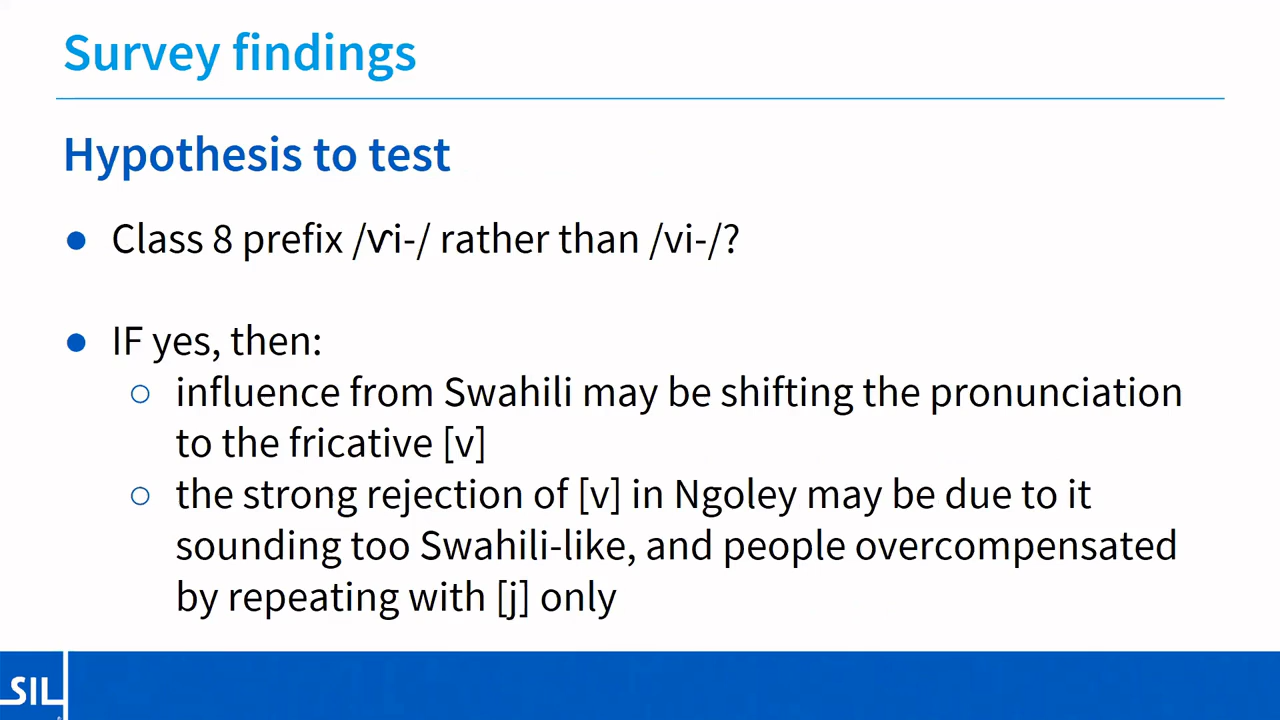 Survey findings
Hypothesis to test
● Class 8 prefix /ⱱi-/ rather than /vi-/?
● IF yes, then:
○ influence from Swahili may be shifting the pronunciation
to the fricative [v]
○ the strong rejection of [v] in Ngoley may be due to it
sounding too Swahili-like, and people overcompensated
by repeating with [j] only
SIL